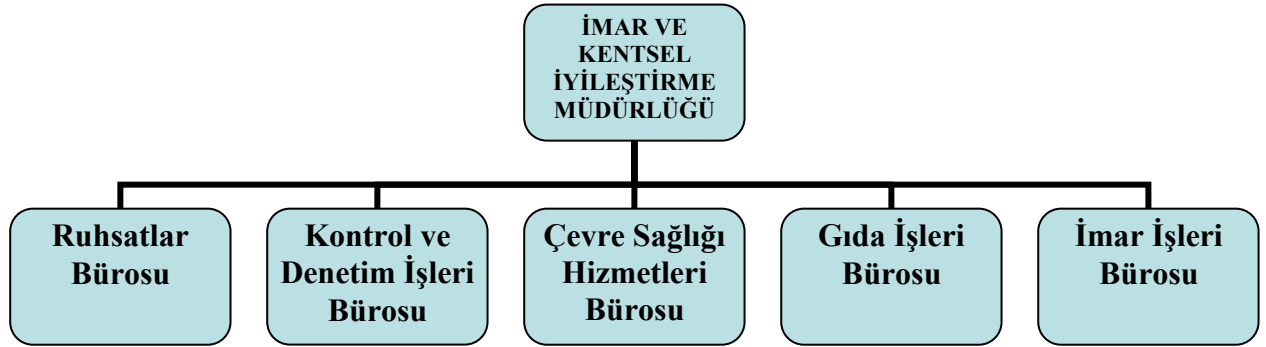 İMAR VE
KENTSEL
İYİLEŞTİRME
MÜDÜRLÜĞÜ
Ruhsatlar
Bürosu
Kontrol ve
Denetim İşleri
Bürosu
Çevre Sağlığı
Hizmetleri
Bürosu
Gıda İşleri
Bürosu
İmar İşleri
Bürosu